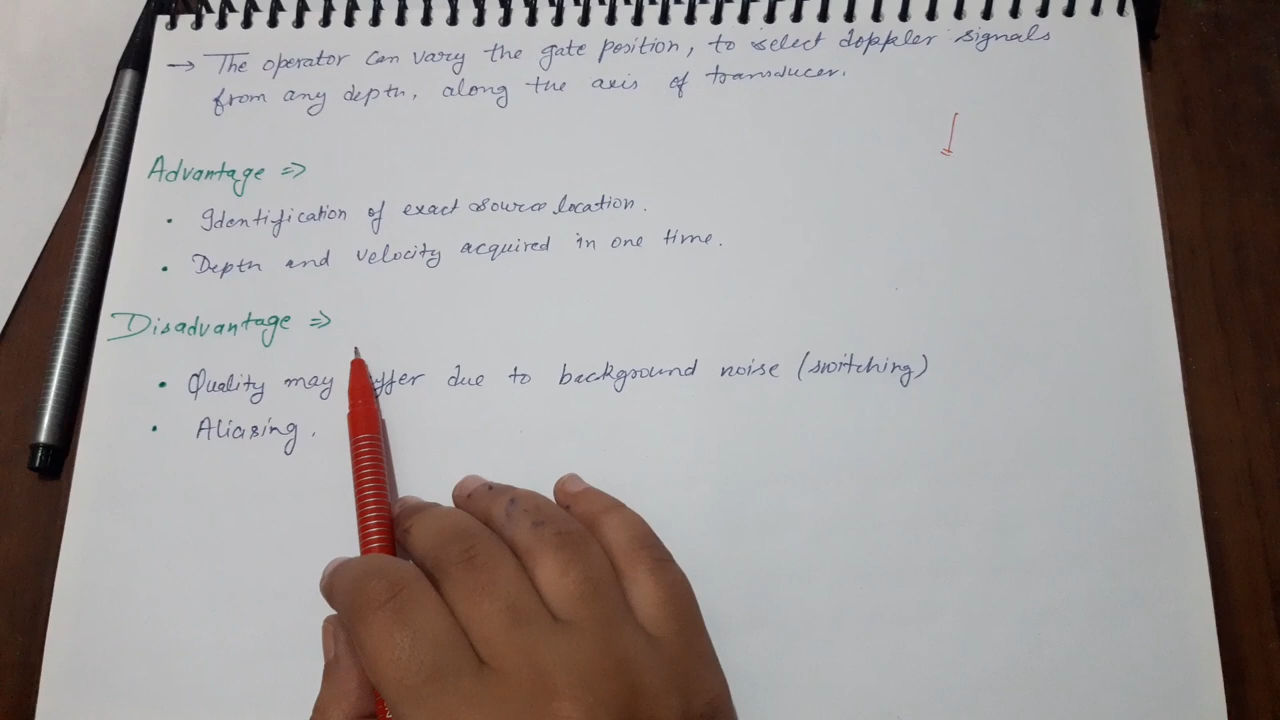 → The operator can vary the gate position, to select doppler signals
from any depth, along the axis of transducer.
Advantage ⇒
• Identification of exact source location.
• Depth and velocity acquired in one time.
Disadvantage ⇒
• Quality may due to background noise (switching)
• Aliasing.